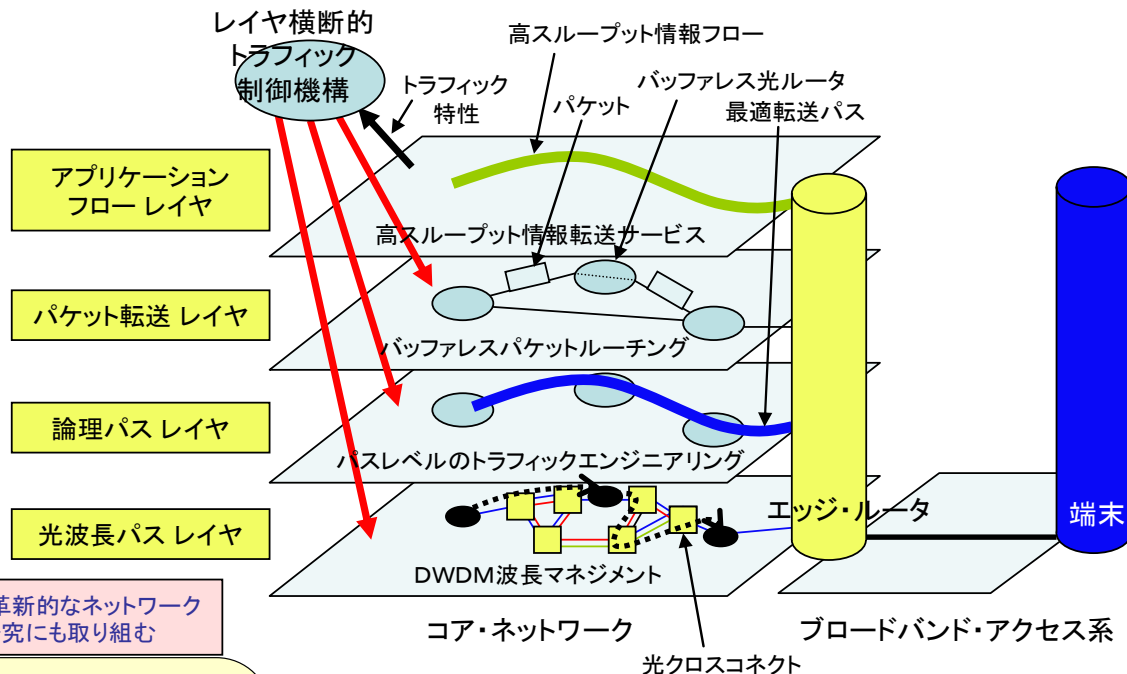 レイヤ横断的
トラフィック
制御機構
高スループット情報フロー
トラフィック
特性
パケット
バッファレス光ルータ
最適転送パス
アプリケーション
フロー レイヤ
高スループット情報転送サービス
パケット転送 レイヤ
バッファレスパケットルーチング
論理パス レイヤ
パスレベルのトラフィックエンジニアリング
光波長パス レイヤ
エッジ・ルータ
端末
DWDM波長マネジメント
革新的なネットワーク
究にも取り組む
コア・ネットワーク
ブロードバンド・アクセス系
光クロスコネクト